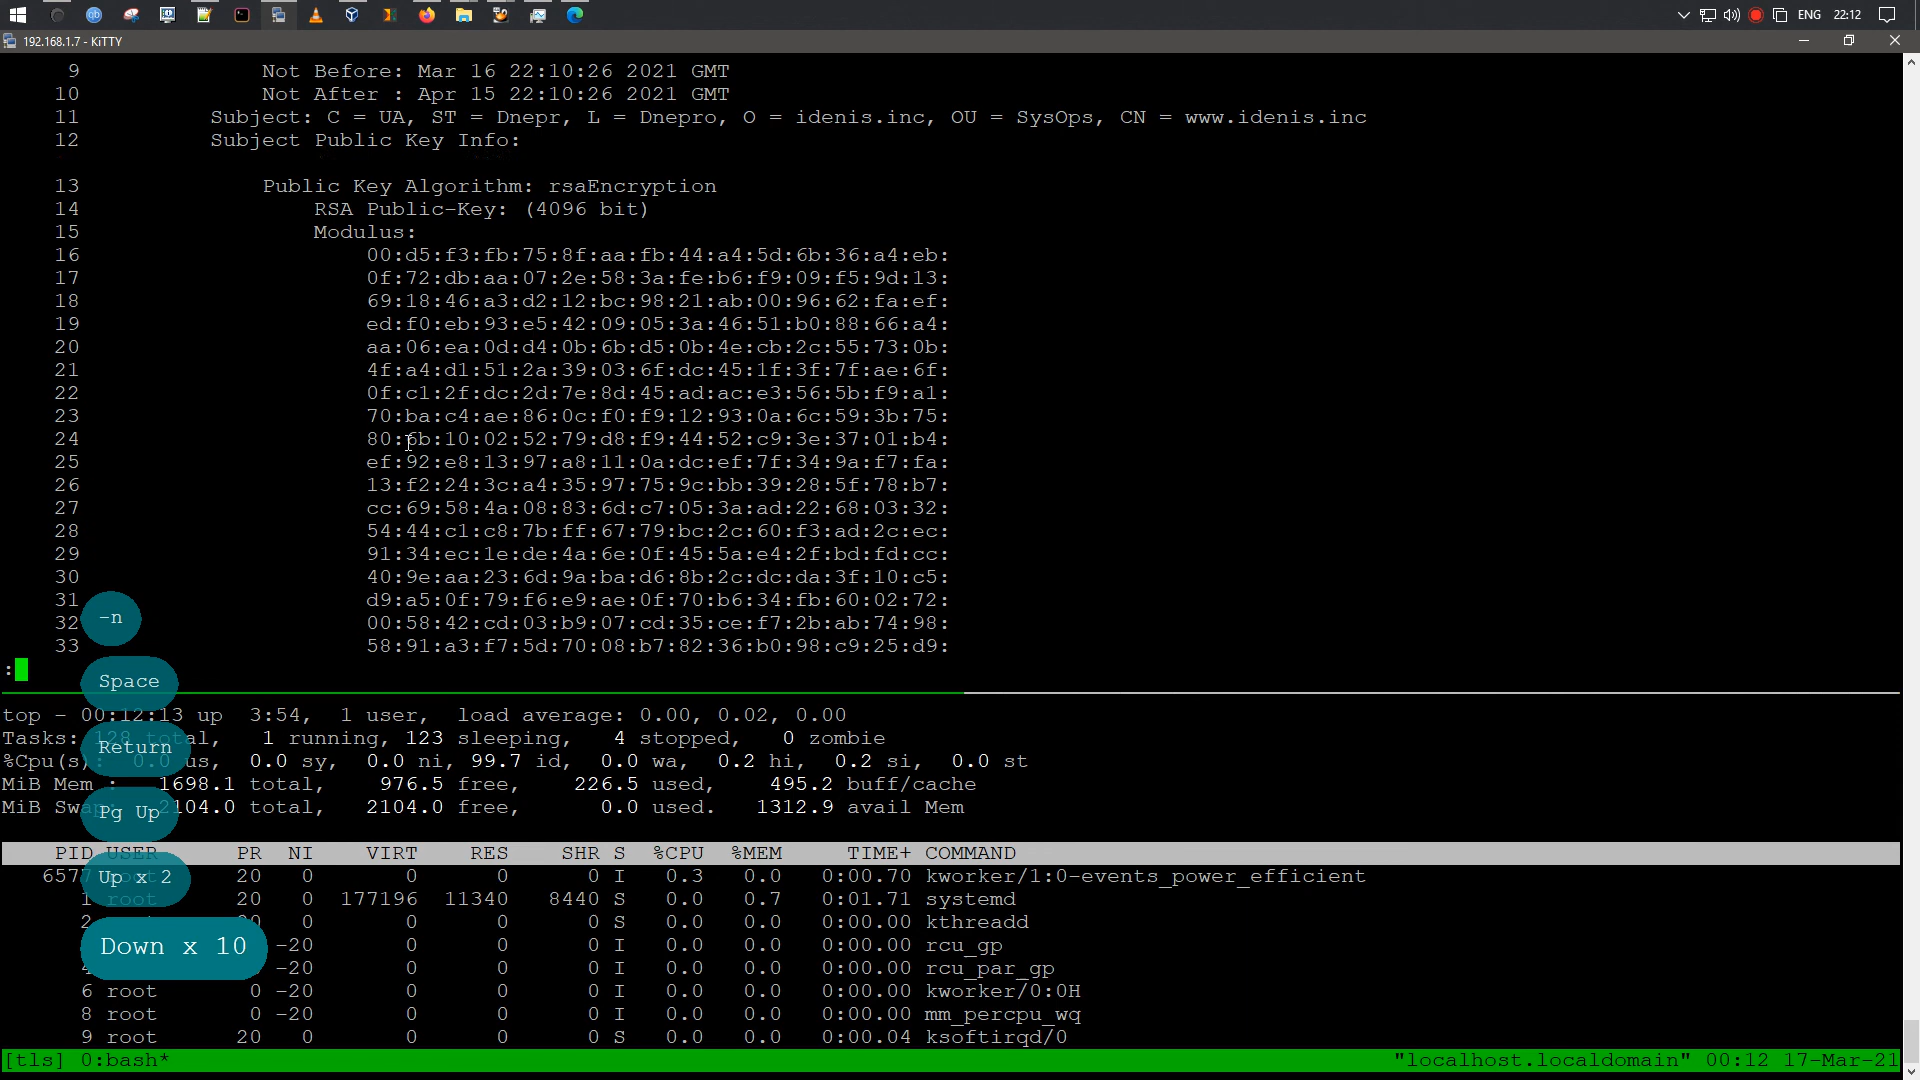 ENG 22:12
192.168.1.7 - KiTTY
9 Not Before: Mar 16 22:10:26 2021 GMT
10 Not After : Apr 15 22:10:26 2021 GMT
11 Subject: C = UA, ST = Dnepr, L = Dnepro, O = idenis.inc, OU = SysOps, CN = www.idenis.inc
12 Subject Public Key Info:
13 Public Key Algorithm: rsaEncryption
14 RSA Public-Key: (4096 bit)
15 Modulus:
16 00:d5:f3:fb:75:8f:aa:fb:44:a4:5d:6b:36:a4:eb:
17 0f:72:db:aa:07:2e:58:3a:fe:b6:f9:09:f5:9d:13:
18 69:18:46:a3:d2:12:bc:98:21:ab:00:96:62:fa:ef:
19 ed:f0:eb:93:e5:42:09:05:3a:46:51:b0:88:66:a4:
20 aa:06:ea:0d:d4:0b:6b:d5:0b:4e:cb:2c:55:73:0b:
21 4f:a4:d1:51:2a:39:03:6f:dc:45:1f:3f:7f:ae:6f:
22 0f:c1:2f:dc:2d:7e:8d:45:ad:ac:e3:56:5b:f9:a1:
23 70:ba:c4:ae:86:0c:f0:f9:12:93:0a:6c:59:3b:75:
24 80:6b:10:02:52:79:d8:f9:44:52:c9:3e:37:01:b4:
25 ef:92:e8:13:97:a8:11:0a:dc:ef:7f:34:9a:f7:fa:
26 13:f2:24:3c:a4:35:97:75:9c:bb:39:28:5f:78:b7:
27 cc:69:58:4a:08:83:6d:c7:05:3a:ad:22:68:03:32:
28 54:44:c1:c8:7b:ff:67:79:bc:2c:60:f3:ad:2c:ec:
29 91:34:ec:1e:de:4a:6e:0f:45:5a:e4:2f:bd:fd:cc:
30 40:9e:aa:23:6d:9a:ba:d6:8b:2c:dc:da:3f:10:c5:
31 d9:a5:0f:79:f6:e9:ae:0f:70:b6:34:fb:60:02:72:
32 00:58:42:cd:03:b9:07:cd:35:ce:f7:2b:ab:74:98:
33 58:91:a3:f7:5d:70:08:b7:82:36:b0:98:c9:25:d9:
:
-n
Space
Return
Pg Up
Up x 2
Down x 10
top - 00:12:13 up 3:54, 1 user, load average: 0.00, 0.02, 0.00
Tasks: 128 total, 1 running, 123 sleeping, 4 stopped, 0 zombie
%Cpu(s): 0.0 us, 0.0 sy, 0.0 ni, 99.7 id, 0.0 wa, 0.2 hi, 0.2 si, 0.0 st
MiB Mem : 1698.1 total, 976.5 free, 226.5 used, 495.2 buff/cache
MiB Swap: 2104.0 total, 2104.0 free, 0.0 used. 1312.9 avail Mem
PID USER PR NI VIRT RES SHR S %CPU %MEM TIME+ COMMAND
6577 root 20 0 0 0 0 I 0.3 0.0 0:00.70 kworker/1:0-events_power_efficient
1 root 20 0 177196 11340 8440 S 0.0 0.7 0:01.71 systemd
2 root 20 0 0 0 0 S 0.0 0.0 0:00.00 kthreadd
-20 0 0 0 I 0.0 0.0 0:00.00 rcu_gp
-20 0 0 0 I 0.0 0.0 0:00.00 rcu_par_gp
6 root 0 -20 0 0 0 I 0.0 0.0 0:00.00 kworker/0:0H
8 root 0 -20 0 0 0 I 0.0 0.0 0:00.00 mm_percpu_wq
9 root 20 0 0 0 0 S 0.0 0.0 0:00.04 ksoftirqd/0
[tls] 0:bash* "localhost.localdomain" 00:12 17-Mar-21